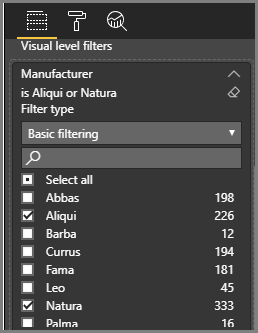 Visual level filters
Manufacturer
is Aliqui or Natura
Filter type
Basic filtering
Select all
Abbas 198
Aliqui 226
Barba 12
Currus 194
Fama 181
Leo 45
Natura 333
Palma 16